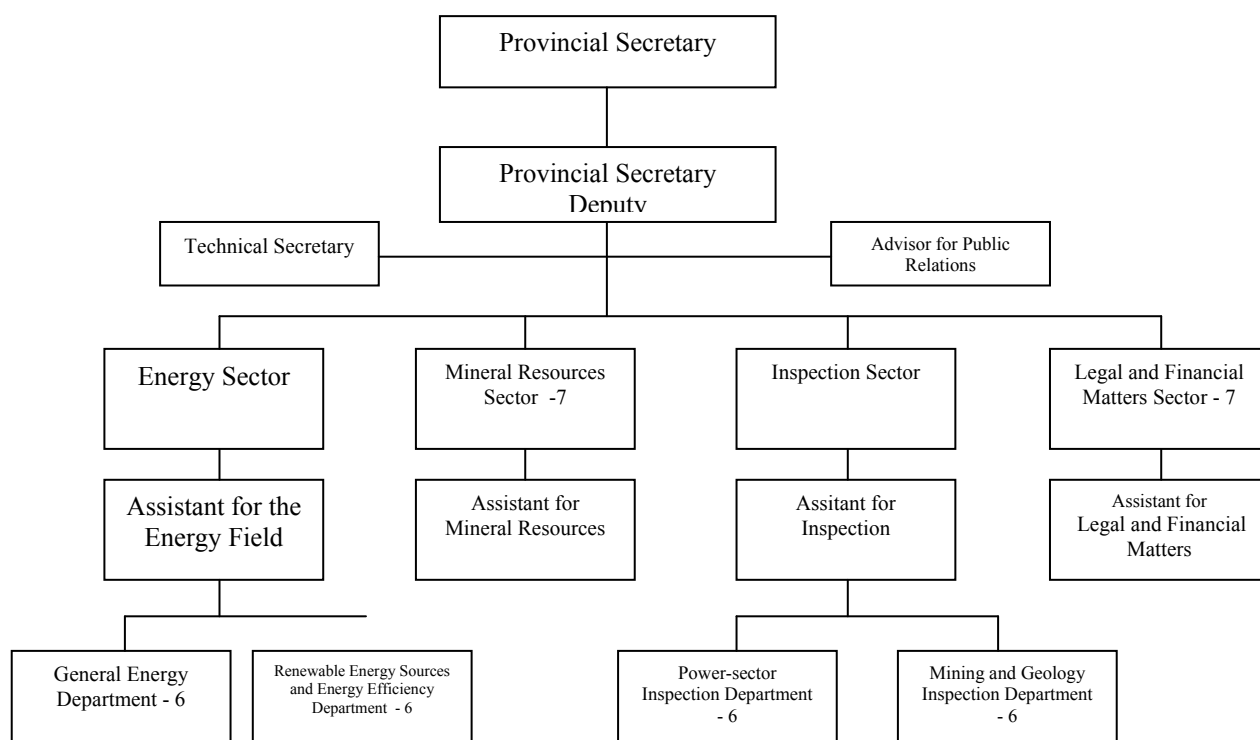 Provincial Secretary
Provincial Secretary
Deputy
Technical Secretary
Advisor for Public
Relations
Energy Sector
Mineral Resources
Sector -7
Inspection Sector
Legal and Financial
Matters Sector - 7
Assistant for the
Energy Field
Assistant for
Mineral Resources
Assitant for
Inspection
Assistant for
Legal and Financial
Matters
General Energy
Department - 6
Renewable Energy Sources
and Energy Efficiency
Department - 6
Power-sector
Inspection Department
- 6
Mining and Geology
Inspection Department
- 6